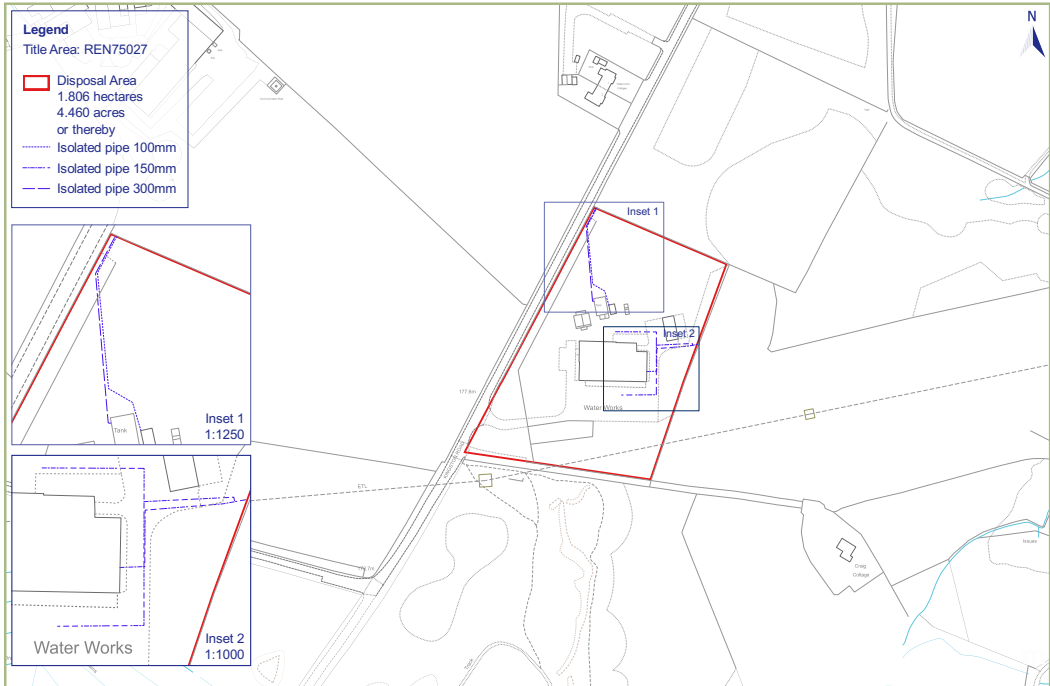 Legend
Title Area: REN75027
Disposal Area
1.806 hectares
4.460 acres
or thereby
Isolated pipe 100mm
Isolated pipe 150mm
Isolated pipe 300mm
N
Inset 1
Inset 2
177.6m
Water Works
ETL
Tank
Inset 1
1:1250
Water Works
Inset 2
1:1000
Track
Craig
Cottage
Issues